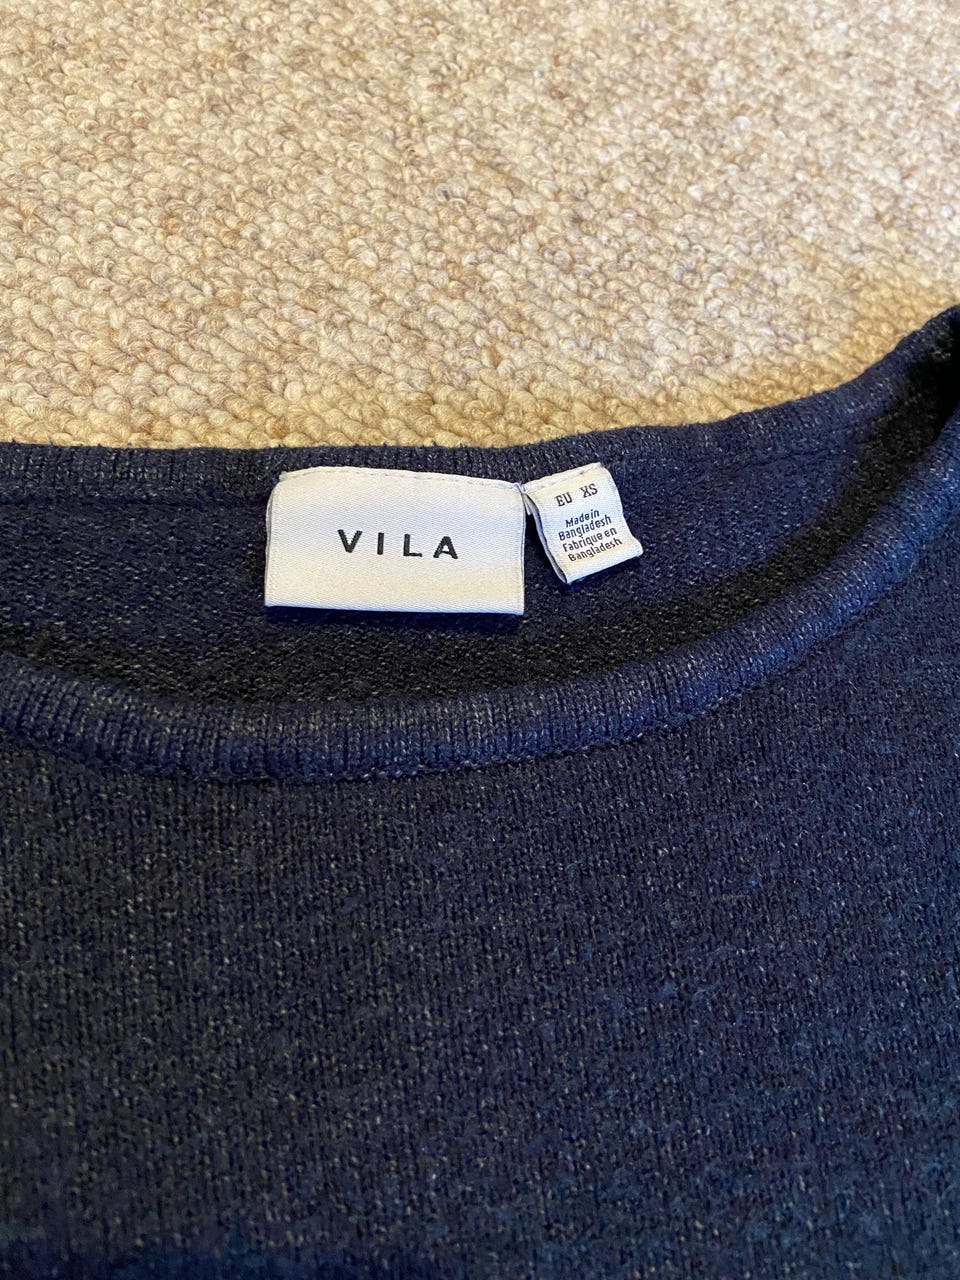 VILA
EU XS
Made in
Bangladesh
Fabriqué en
Bangladesh